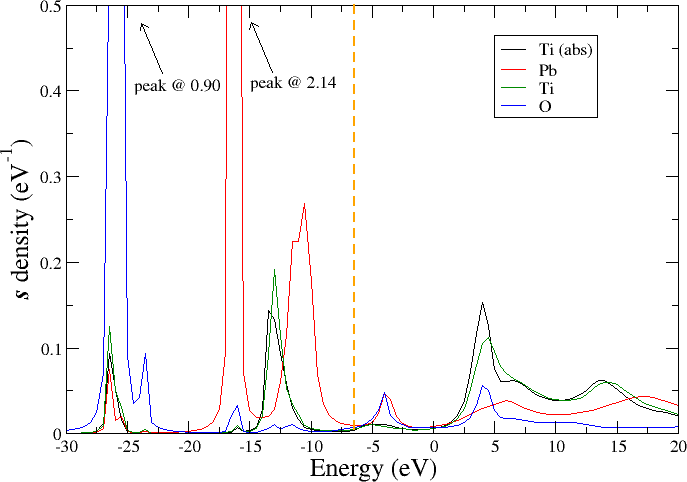 0.5
peak @ 0.90
peak @ 2.14
Ti (abs)
Pb
Ti
O
0.4
0.3
0.2
0.1
0
s density (eV-1)
-30 -25 -20 -15 -10 -5 0 5 10 15 20
Energy (eV)